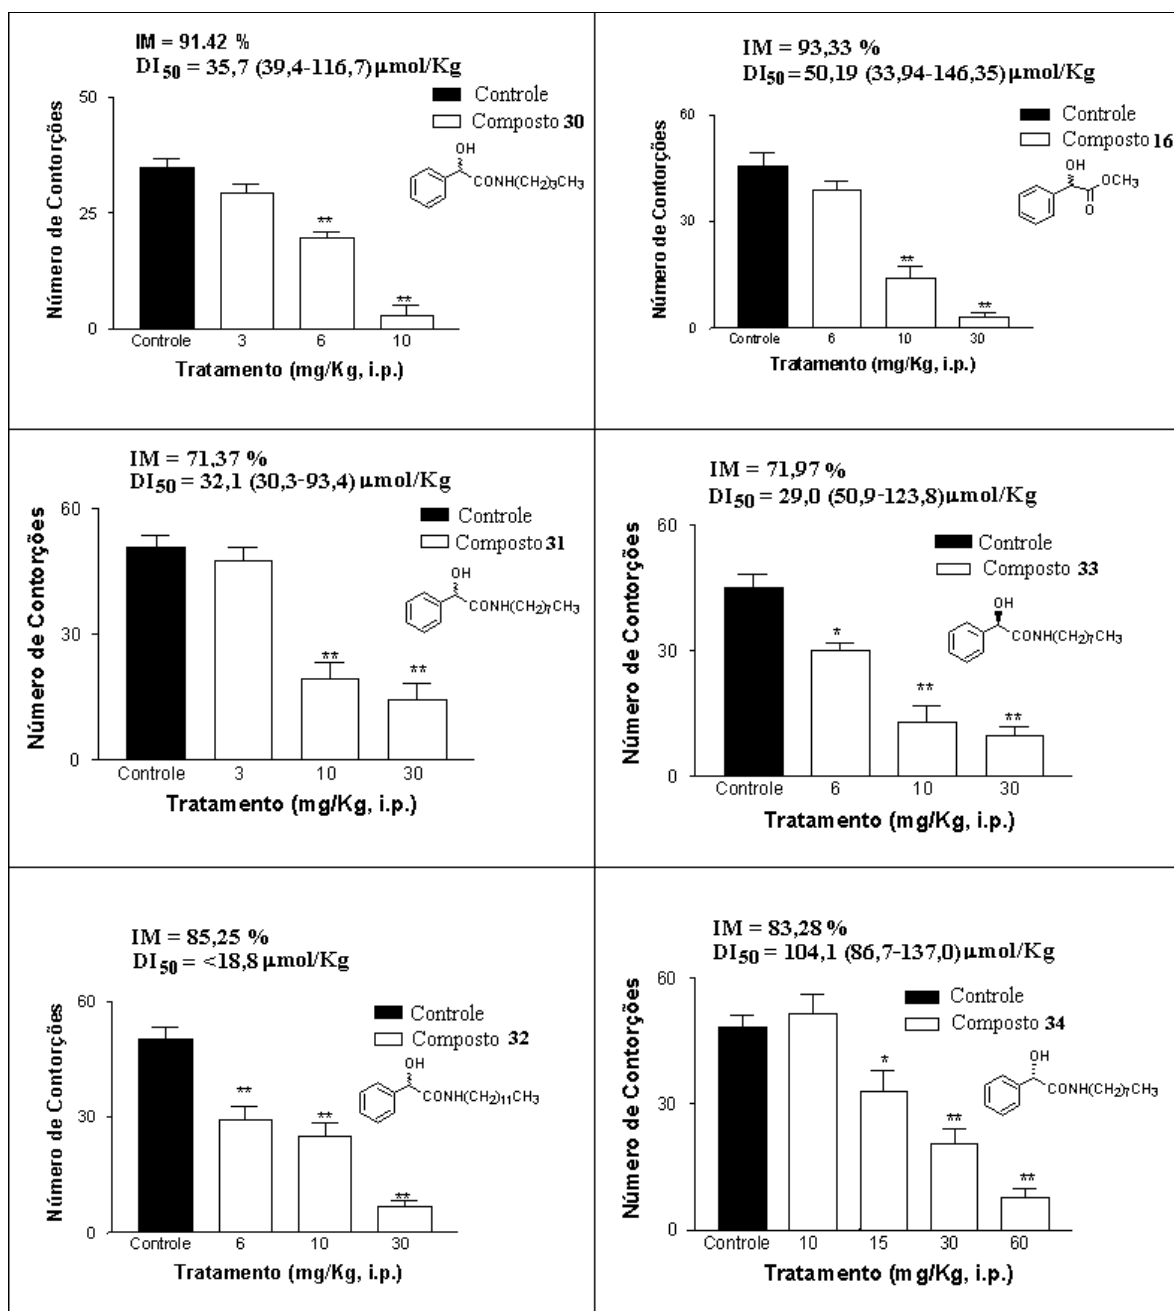 IM = 91.42 %
DI50 = 35,7 (39,4-116,7) µmol/Kg
50
25
0
Número de Contorções
Controle
Composto 30
OH
CONH(CH2)3CH3
**
**
Controle 3 6 10
Tratamento (mg/Kg, i.p.)
IM = 93,33 %
DI50 = 50,19 (33,94-146,35) µmol/Kg
60
30
0
Número de Contorções
Controle
Composto 16
OH
OCH3
O
**
**
Controle 6 10 30
Tratamento (mg/Kg, i.p.)
IM = 71,37 %
DI50 = 32,1 (30,3-93,4) µmol/Kg
60
30
0
Número de Contorções
Controle
Composto 31
OH
CONH(CH2)7CH3
**
**
Controle 3 10 30
Tratamento (mg/Kg, i.p.)
IM = 71,97 %
DI50 = 29,0 (50,9-123,8) µmol/Kg
60
30
0
Número de Contorções
Controle
Composto 33
OH
CONH(CH2)7CH3
*
**
**
Controle 6 10 30
Tratamento (mg/Kg, i.p.)
IM = 85,25 %
DI50 = <18,8 µmol/Kg
60
30
0
Número de Contorções
Controle
Composto 32
OH
CONH(CH2)11CH3
**
**
**
Controle 6 10 30
Tratamento (mg/Kg, i.p.)
IM = 83,28 %
DI50 = 104,1 (86,7-137,0) µmol/Kg
60
30
0
Número de Contorções
Controle
Composto 34
OH
CONH(CH2)7CH3
*
**
**
Controle 10 15 30 60
Tratamento (mg/Kg, i.p.)